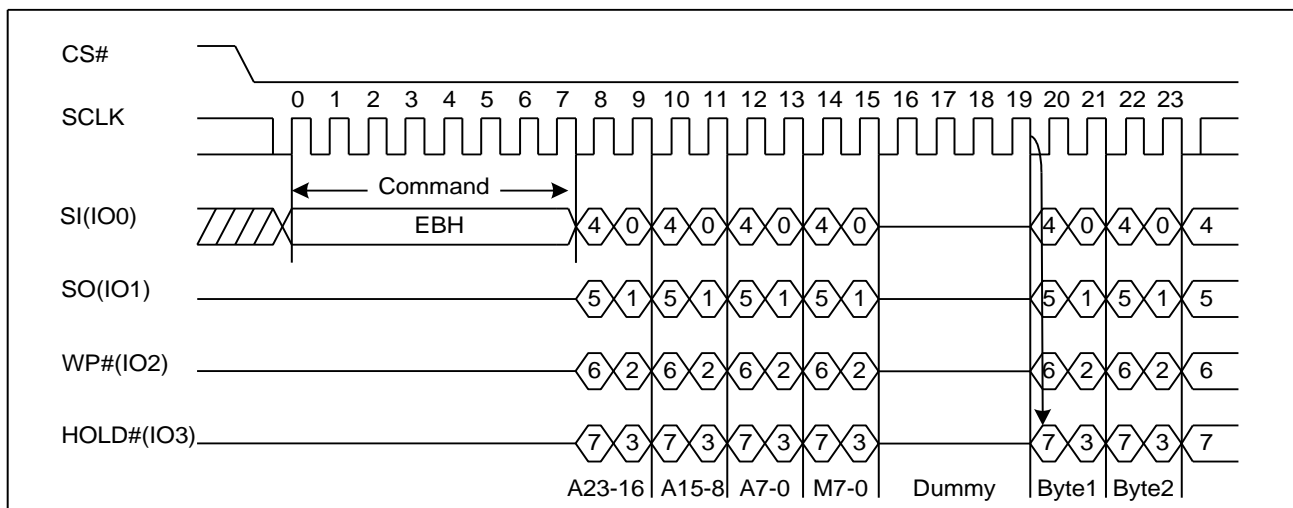 CS#
0 1 2 3 4 5 6 7 8 9 10 11 12 13 14 15 16 17 18 19 20 21 22 23
SCLK
Command
SI(IO0) EBH 4 0 4 0 4 0 4 0 4 0 4 0 4
SO(IO1) 5 1 5 1 5 1 5 1 5 1 5 1 5
WP#(IO2) 6 2 6 2 6 2 6 2 6 2 6 2 6
HOLD#(IO3) 7 3 7 3 7 3 7 3 7 3 7 3 7
A23-16 A15-8 A7-0 M7-0 Dummy Byte1 Byte2